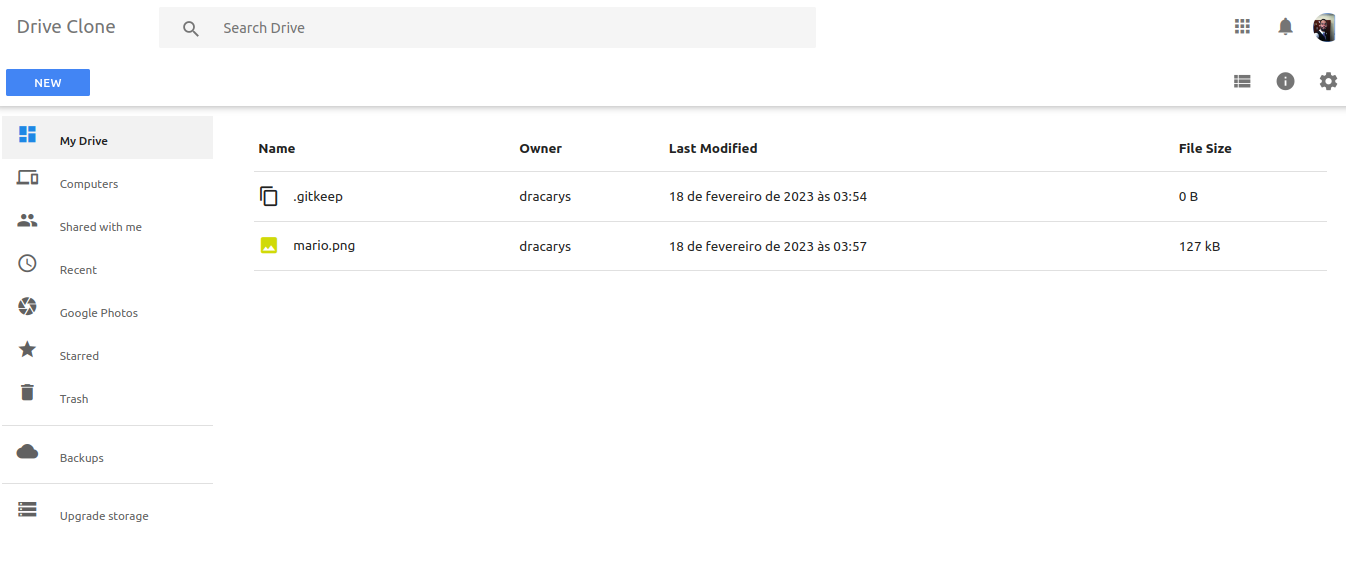 Drive Clone
Search Drive
NEW
My Drive
Computers
Shared with me
Recent
Google Photos
Starred
Trash
Backups
Upgrade storage
Name Owner Last Modified File Size
.gitkeep dracarys 18 de fevereiro de 2023 às 03:54 0 B
mario.png dracarys 18 de fevereiro de 2023 às 03:57 127 kB